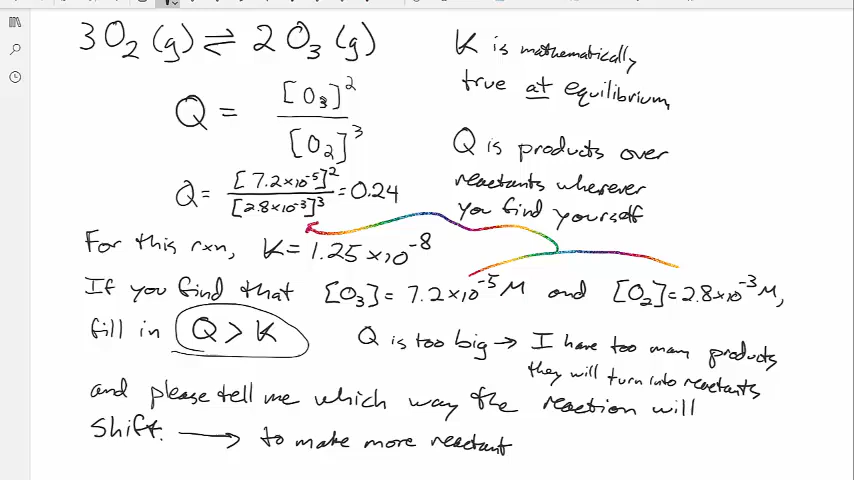 3O₂(g) ⇌ 2O₃(g)
K is mathematically
true at equilibrium,
Q = [O₃]² / [O₂]³
Q is products over
reactants wherever
you find yourself
Q = [7.2×10⁻⁵]² / [2.8×10⁻³]³ = 0.24
For this rxn, K = 1.25×10⁻⁸
If you find that [O₃] = 7.2×10⁻⁵ M and [O₂] = 2.8×10⁻³ M,
fill in Q > K
Q is too big → I have too many products
they will turn into reactants
and please tell me which way the reaction will
shift. → to make more reactant